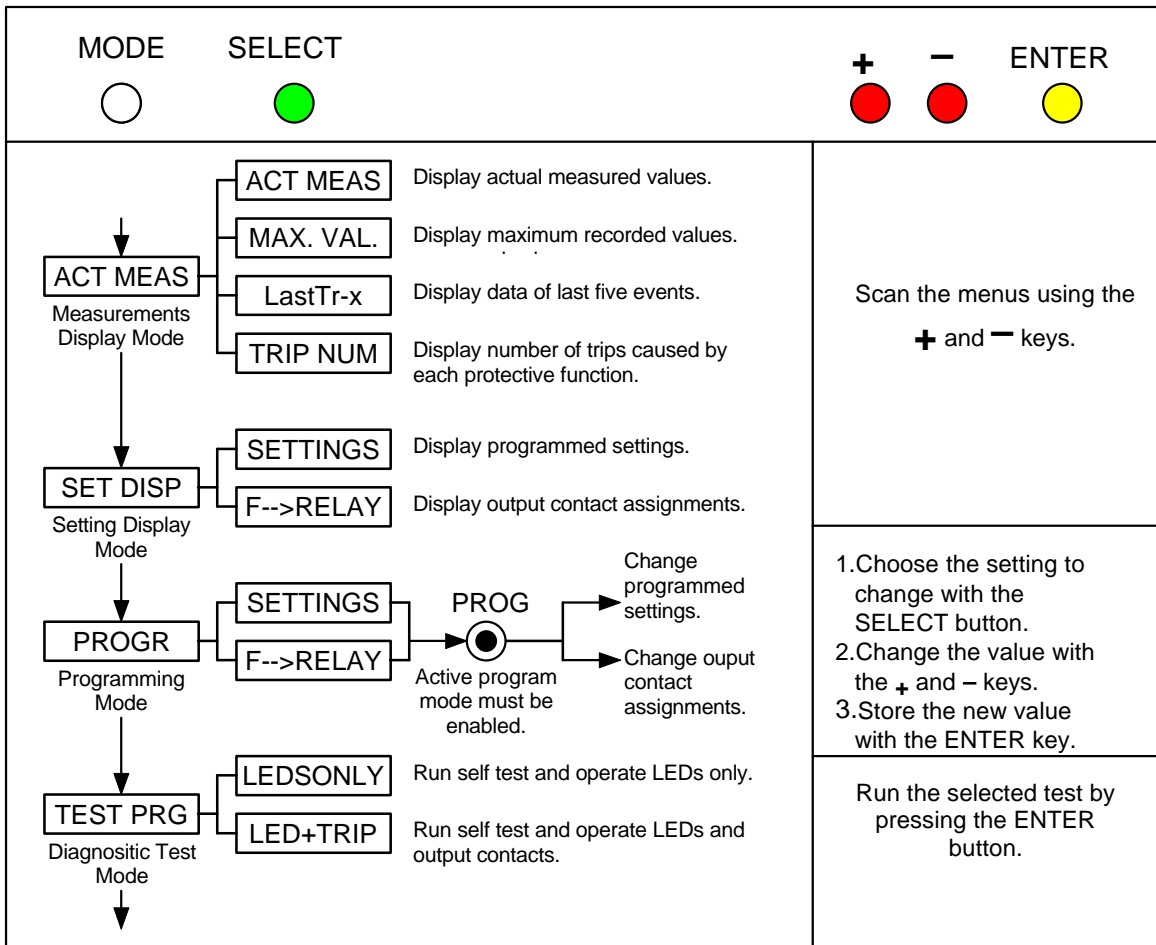 MODE
SELECT
+
−
ENTER
ACT MEAS
Measurements
Display Mode
ACT MEAS
Display actual measured values.
MAX. VAL.
Display maximum recorded values.
LastTr-x
Display data of last five events.
TRIP NUM
Display number of trips caused by
each protective function.
Scan the menus using the
+ and − keys.
SET DISP
Setting Display
Mode
SETTINGS
Display programmed settings.
F-->RELAY
Display output contact assignments.
PROGR
Programming
Mode
SETTINGS
F-->RELAY
PROG
Active program
mode must be
enabled.
Change
programmed
settings.
Change ouput
contact
assignments.
1.Choose the setting to
change with the
SELECT button.
2.Change the value with
the + and − keys.
3.Store the new value
with the ENTER key.
TEST PRG
Diagnositic Test
Mode
LEDSONLY
Run self test and operate LEDs only.
LED+TRIP
Run self test and operate LEDs and
output contacts.
Run the selected test by
pressing the ENTER
button.